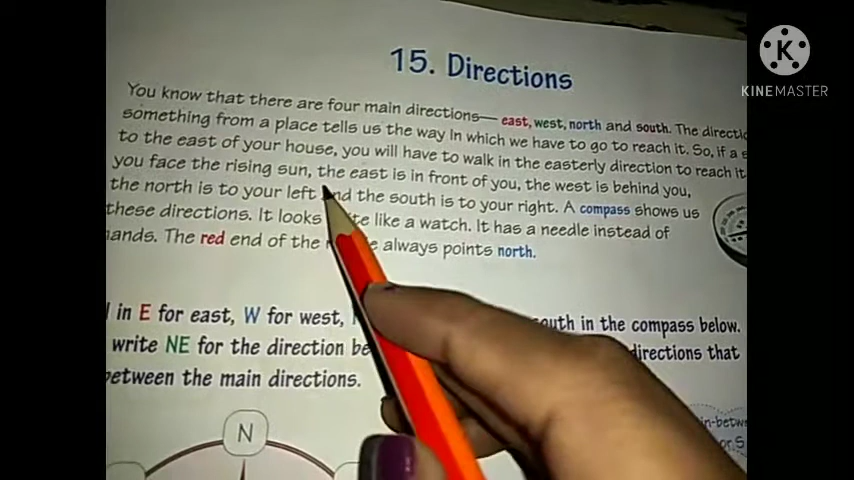 15. Directions
K
KINEMASTER
You know that there are four main directions— east, west, north and south. The
something from a place tells us the way in which we have to go to reach it. So, if a
to the east of your house, you will have to walk in the easterly direction to reach it
you face the rising sun, the east is in front of you, the west is behind you,
the north is to your left and the south is to your right. A compass shows us
these directions. It looks like a watch. It has a needle instead of
hands. The red end of the always points north.
in E for east, W for west, south in the compass below.
write NE for the direction directions that
between the main directions.
N